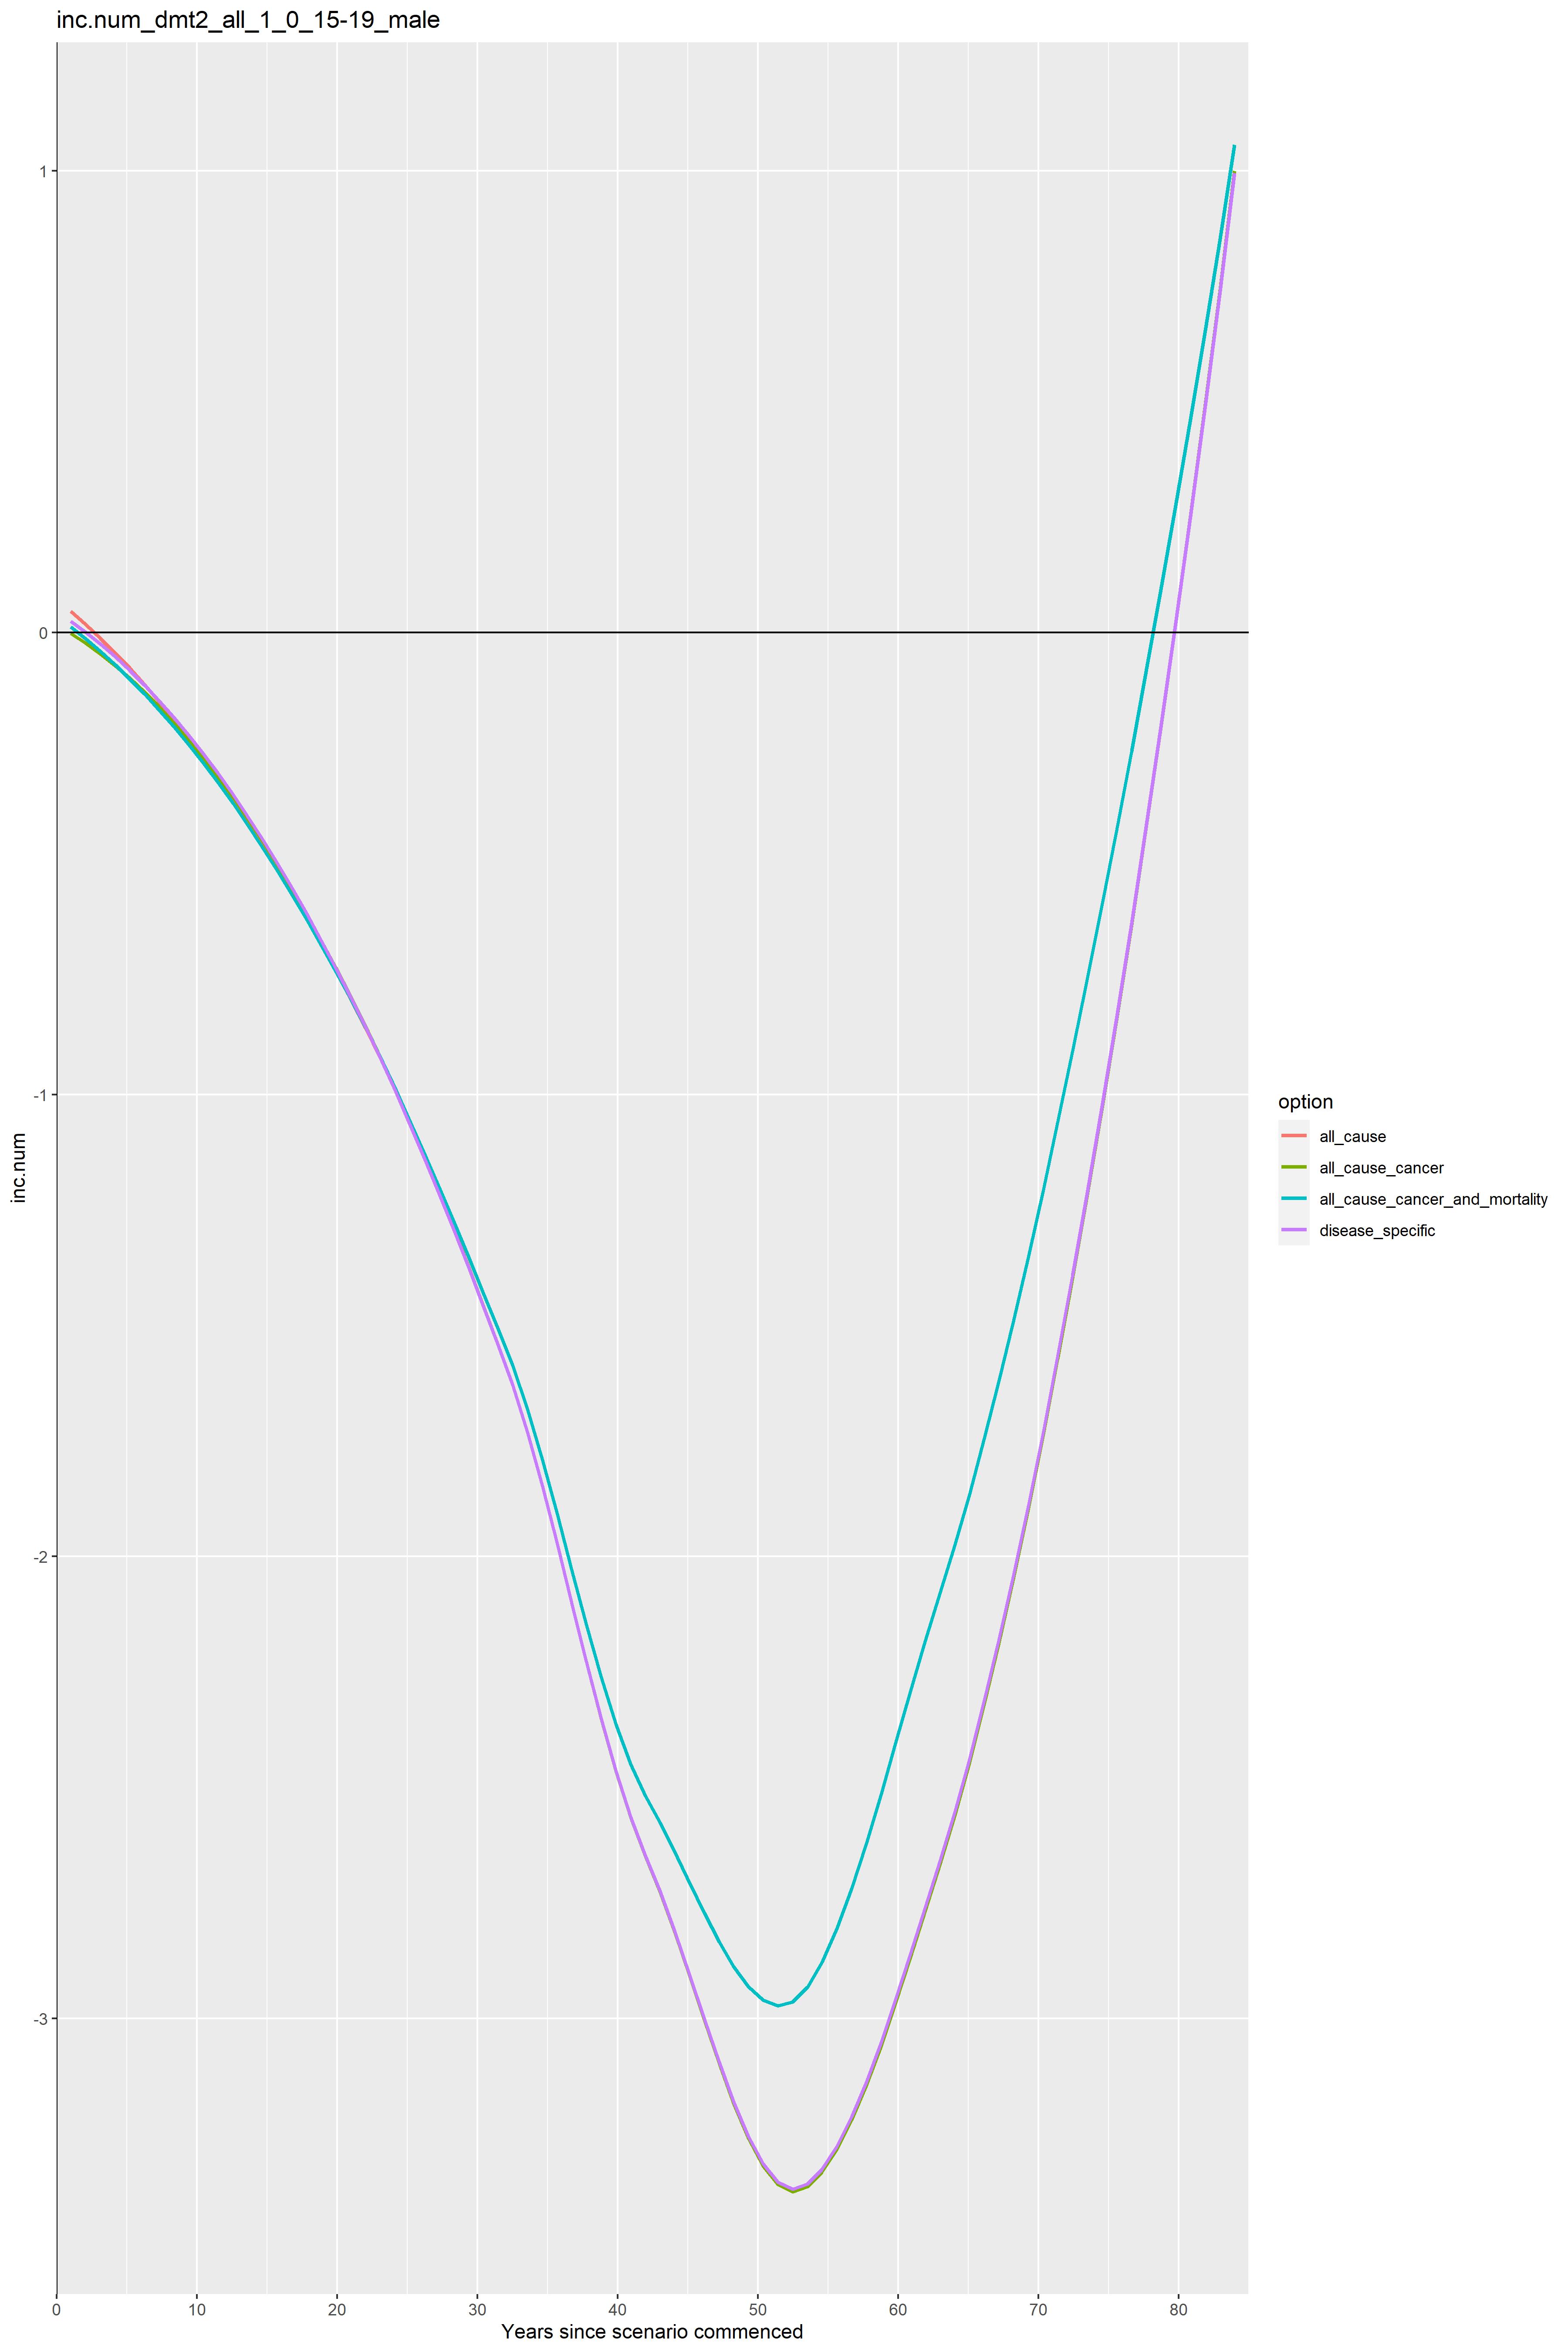 inc.num_dmt2_all_1_0_15-19_male
1
0
-1
-2
-3
inc.num
0 10 20 30 40 50 60 70 80
Years since scenario commenced
option
all_cause
all_cause_cancer
all_cause_cancer_and_mortality
disease_specific